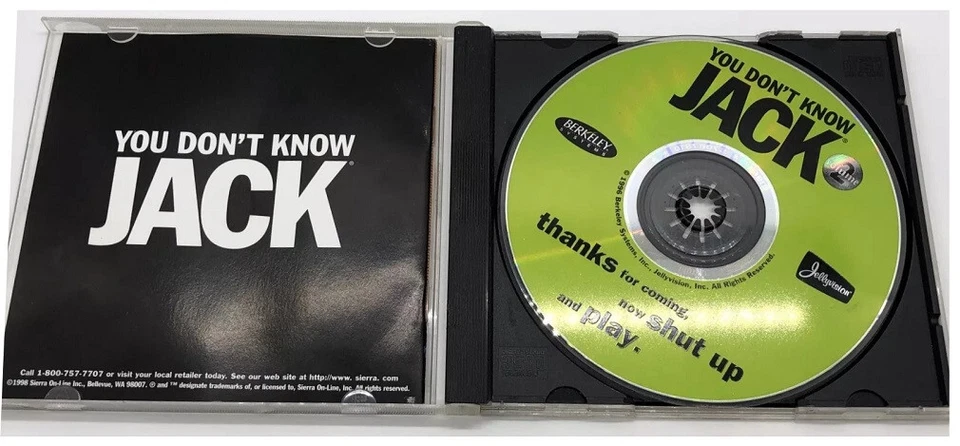 YOU DON'T KNOW
JACK®
Call 1-800-757-7707 or visit your local retailer today. See our web site at http://www. sierra. com
©1998 Sierra On-Line Inc., Bellevue, WA 98007. ® and ™ designate trademarks of, or licensed to, Sierra On-Line, Inc. All rights reserved.
YOU DON'T KNOW
JACK®
2
BERKELEY
SYSTEMS
© 1996 Berkeley Systems, Inc., Jellyvision, Inc. All Rights Reserved.
Jellyvision®
thanks for coming,
now shut up
and play.